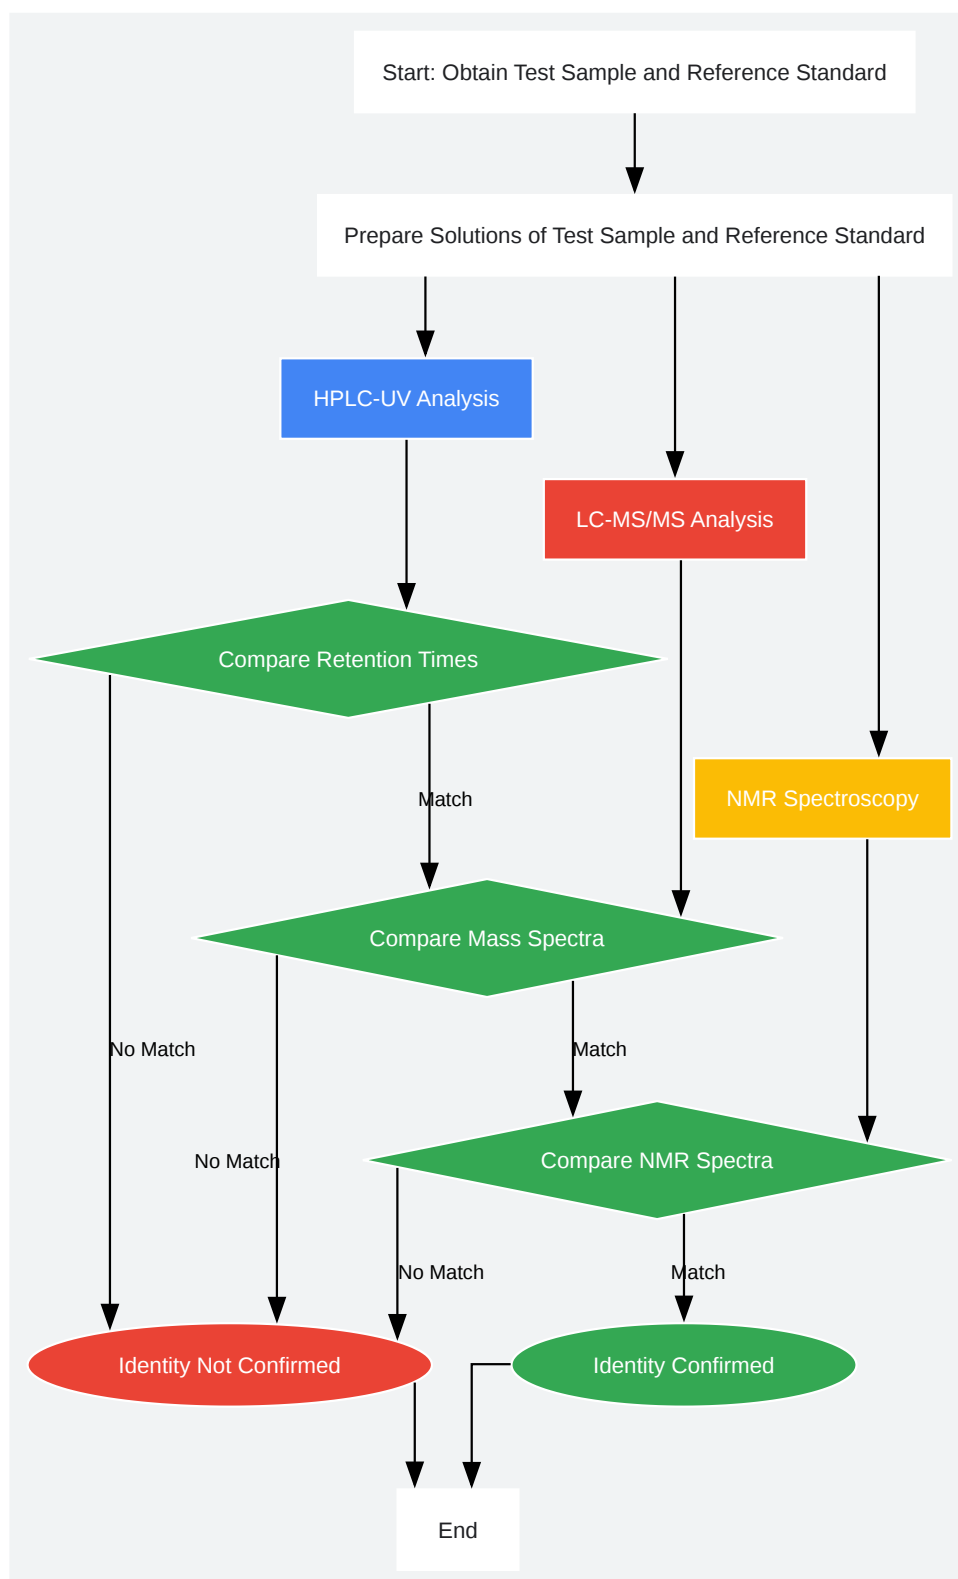 Start: Obtain Test Sample and Reference Standard
Prepare Solutions of Test Sample and Reference Standard
HPLC-UV Analysis
LC-MS/MS Analysis
Compare Retention Times
Match
NMR Spectroscopy
Compare Mass Spectra
No Match
Match
No Match
Compare NMR Spectra
No Match
Match
Identity Not Confirmed
Identity Confirmed
End